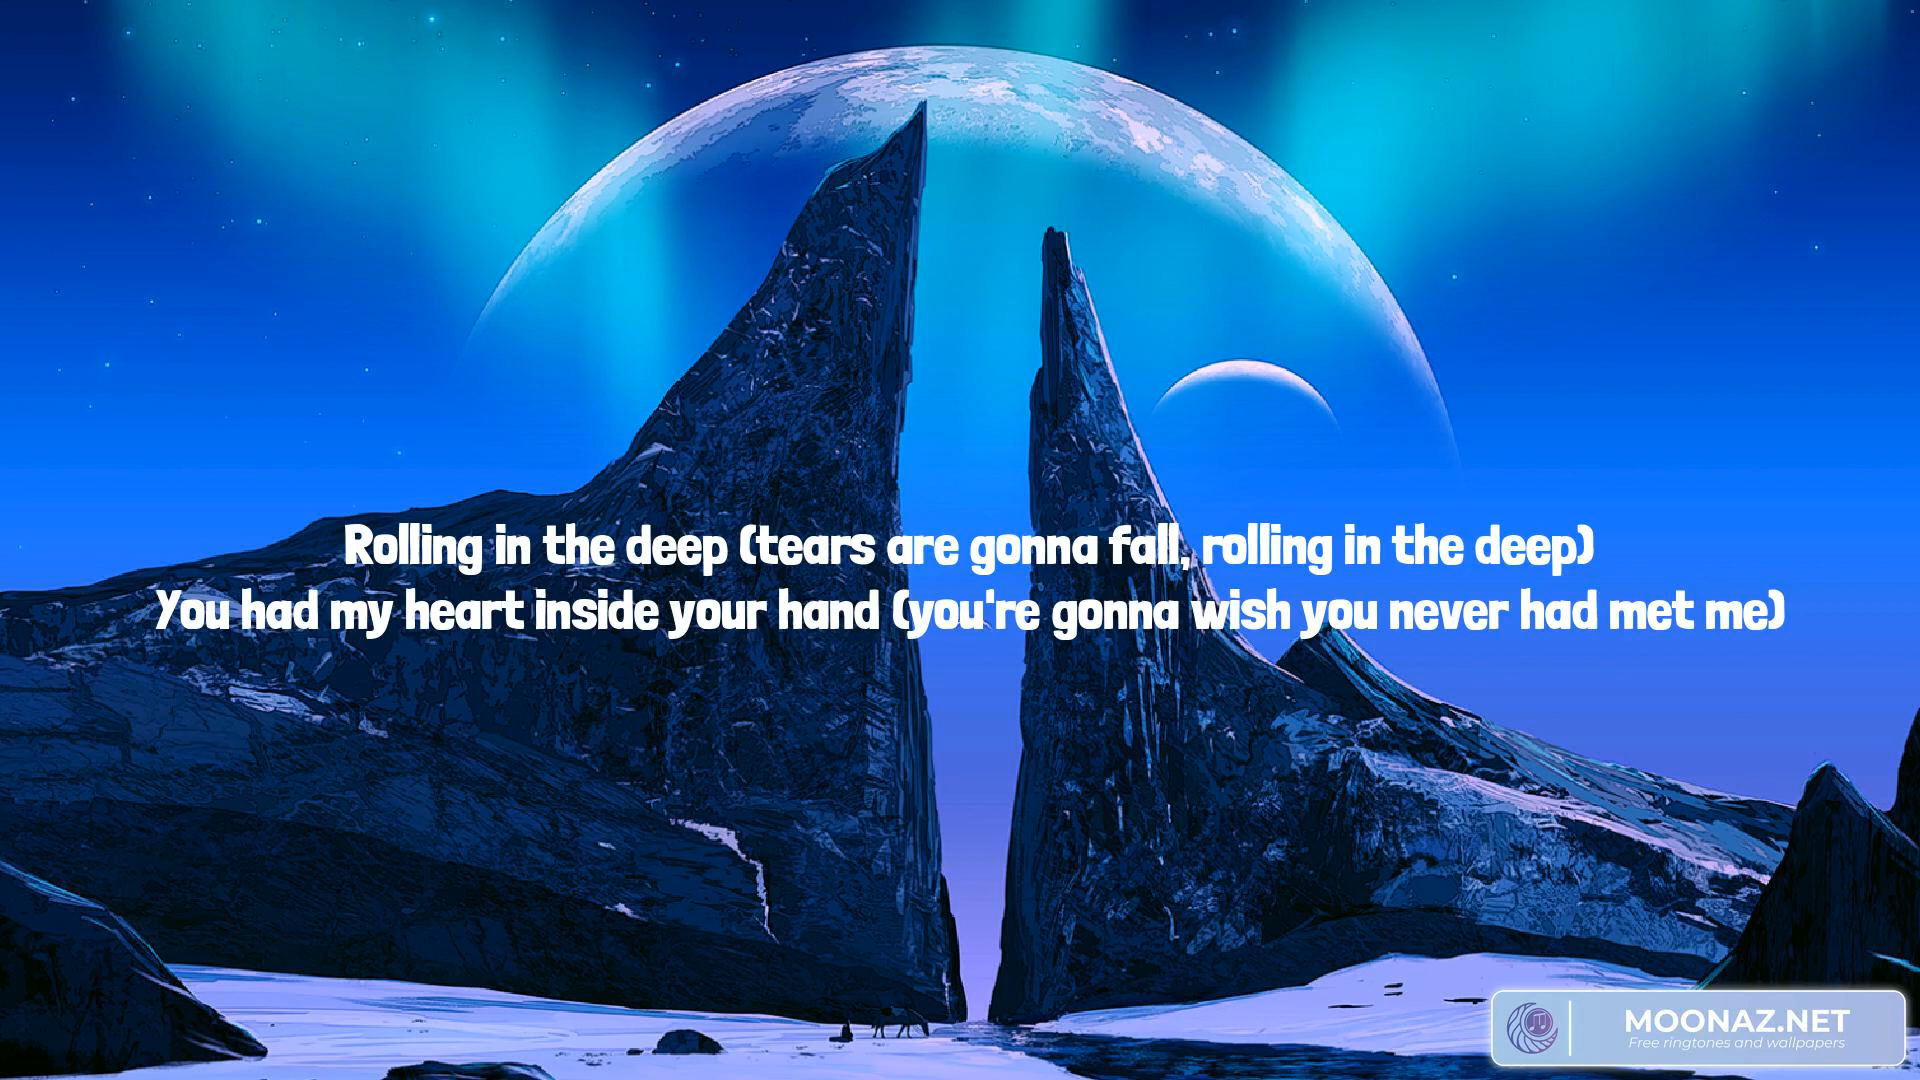 Rolling in the deep (tears are gonna fall, rolling in the deep)
You had my heart inside your hand (you're gonna wish you never had met me)
MOONAZ.NET
Free ringtones and wallpapers